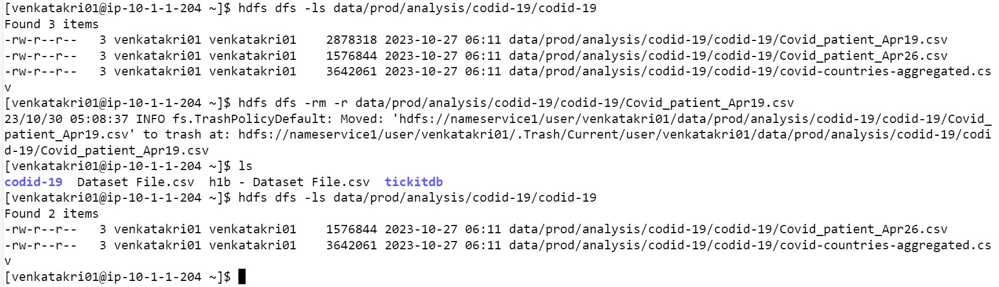 [venkatakri01@ip-10-1-1-204 ~]$ hdfs dfs -ls data/prod/analysis/codid-19/codid-19
Found 3 items
-rw-r--r--   3 venkatakri01 venkatakri01    2878318 2023-10-27 06:11 data/prod/analysis/codid-19/codid-19/Covid_patient_Apr19.csv
-rw-r--r--   3 venkatakri01 venkatakri01    1576844 2023-10-27 06:11 data/prod/analysis/codid-19/codid-19/Covid_patient_Apr26.csv
-rw-r--r--   3 venkatakri01 venkatakri01    3642061 2023-10-27 06:11 data/prod/analysis/codid-19/codid-19/covid-countries-aggregated.cs
v
[venkatakri01@ip-10-1-1-204 ~]$ hdfs dfs -rm -r data/prod/analysis/codid-19/codid-19/Covid_patient_Apr19.csv
23/10/30 05:08:37 INFO fs.TrashPolicyDefault: Moved: 'hdfs://nameservice1/user/venkatakri01/data/prod/analysis/codid-19/codid-19/Covid_
patient_Apr19.csv' to trash at: hdfs://nameservice1/user/venkatakri01/.Trash/Current/user/venkatakri01/data/prod/analysis/codid-19/codi
d-19/Covid_patient_Apr19.csv
[venkatakri01@ip-10-1-1-204 ~]$ ls
codid-19  Dataset File.csv  h1b - Dataset File.csv  tickitdb
[venkatakri01@ip-10-1-1-204 ~]$ hdfs dfs -ls data/prod/analysis/codid-19/codid-19
Found 2 items
-rw-r--r--   3 venkatakri01 venkatakri01    1576844 2023-10-27 06:11 data/prod/analysis/codid-19/codid-19/Covid_patient_Apr26.csv
-rw-r--r--   3 venkatakri01 venkatakri01    3642061 2023-10-27 06:11 data/prod/analysis/codid-19/codid-19/covid-countries-aggregated.cs
v
[venkatakri01@ip-10-1-1-204 ~]$